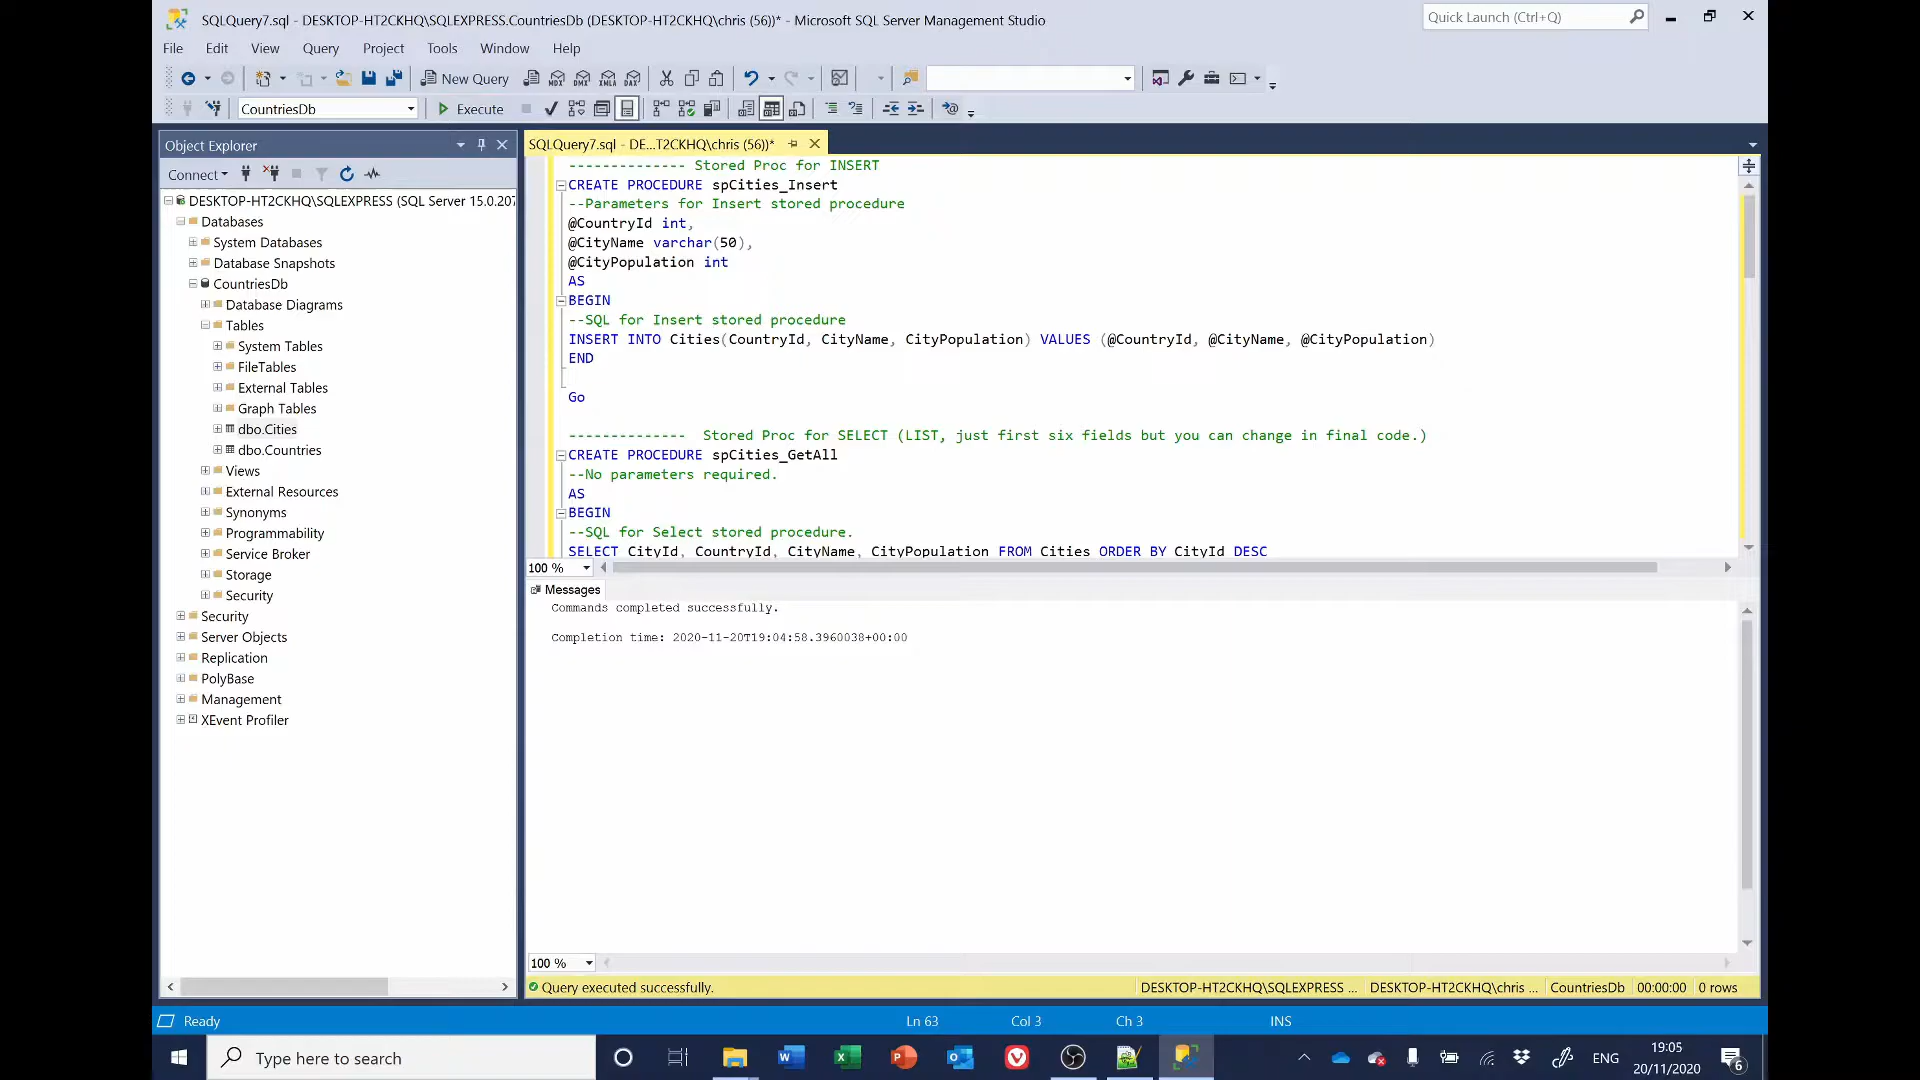 SQLQuery7.sql - DESKTOP-HT2CKHQ\SQLEXPRESS.CountriesDb (DESKTOP-HT2CKHQ\chris (56))* - Microsoft SQL Server Management Studio
Quick Launch (Ctrl+Q)
File Edit View Query Project Tools Window Help
New Query
MDX DMX XMLA DAX
CountriesDb
Execute
Object Explorer
SQLQuery7.sql - DE...T2CKHQ\chris (56))*
Connect
DESKTOP-HT2CKHQ\SQLEXPRESS (SQL Server 15.0.207
Databases
System Databases
Database Snapshots
CountriesDb
Database Diagrams
Tables
System Tables
FileTables
External Tables
Graph Tables
dbo.Cities
dbo.Countries
Views
External Resources
Synonyms
Programmability
Service Broker
Storage
Security
Security
Server Objects
Replication
PolyBase
Management
XEvent Profiler
-------------- Stored Proc for INSERT
CREATE PROCEDURE spCities_Insert
--Parameters for Insert stored procedure
@CountryId int,
@CityName varchar(50),
@CityPopulation int
AS
BEGIN
--SQL for Insert stored procedure
INSERT INTO Cities(CountryId, CityName, CityPopulation) VALUES (@CountryId, @CityName, @CityPopulation)
END
Go
--------------  Stored Proc for SELECT (LIST, just first six fields but you can change in final code.)
CREATE PROCEDURE spCities_GetAll
--No parameters required.
AS
BEGIN
--SQL for Select stored procedure.
SELECT CityId, CountryId, CityName, CityPopulation FROM Cities ORDER BY CityId DESC
100 %
Messages
Commands completed successfully.
Completion time: 2020-11-20T19:04:58.3960038+00:00
100 %
Query executed successfully.
DESKTOP-HT2CKHQ\SQLEXPRESS ... DESKTOP-HT2CKHQ\chris ... CountriesDb 00:00:00 0 rows
Ready
Ln 63
Col 3
Ch 3
INS
Type here to search
ENG
19:05
20/11/2020
6